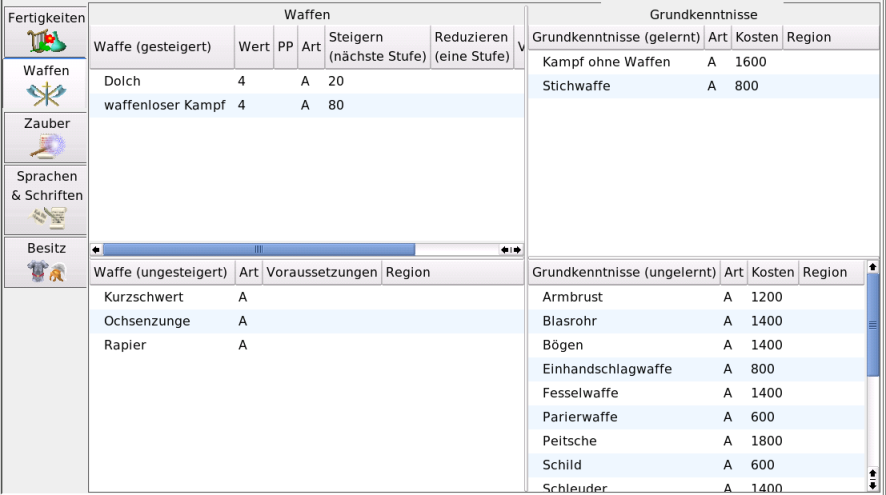 Fertigkeiten
Waffen
Zauber
Sprachen
& Schriften
Besitz
Waffen
Waffe (gesteigert) Wert PP Art Steigern (nächste Stufe) Reduzieren (eine Stufe) V
Dolch 4 A 20
waffenloser Kampf 4 A 80
Waffe (ungesteigert) Art Voraussetzungen Region
Kurzschwert A
Ochsenzunge A
Rapier A
Grundkenntnisse
Grundkenntnisse (gelernt) Art Kosten Region
Kampf ohne Waffen A 1600
Stichwaffe A 800
Grundkenntnisse (ungelernt) Art Kosten Region
Armbrust A 1200
Blasrohr A 1400
Bögen A 1400
Einhandschlagwaffe A 800
Fesselwaffe A 1400
Parierwaffe A 600
Peitsche A 1800
Schild A 600
Schleuder A 1400